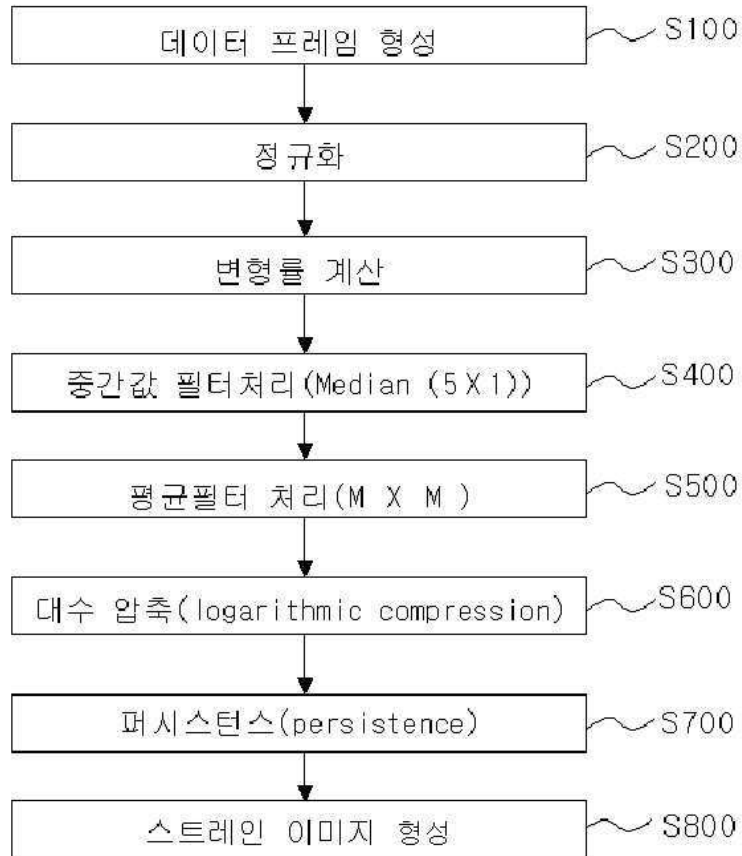 데이터 프레임 형성 S100
정규화 S200
변형률 계산 S300
중간값 필터처리(Median (5X1)) S400
평균필터 처리(M X M ) S500
대수 압축(logarithmic compression) S600
퍼시스턴스(persistence) S700
스트레인 이미지 형성 S800